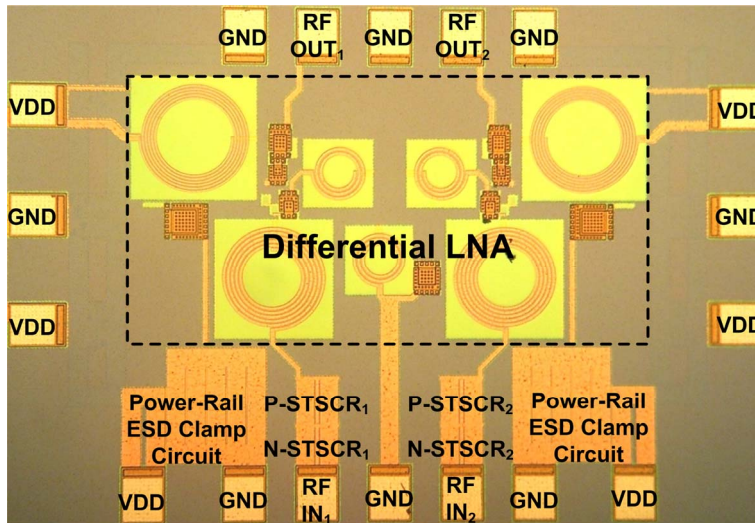 GND
RF
OUT₁
GND
RF
OUT₂
GND
VDD
VDD
GND
GND
Differential LNA
VDD
VDD
Power-Rail
ESD Clamp
Circuit
P-STSCR₁
N-STSCR₁
P-STSCR₂
N-STSCR₂
Power-Rail
ESD Clamp
Circuit
VDD
GND
RF
IN₁
GND
RF
IN₂
GND
VDD